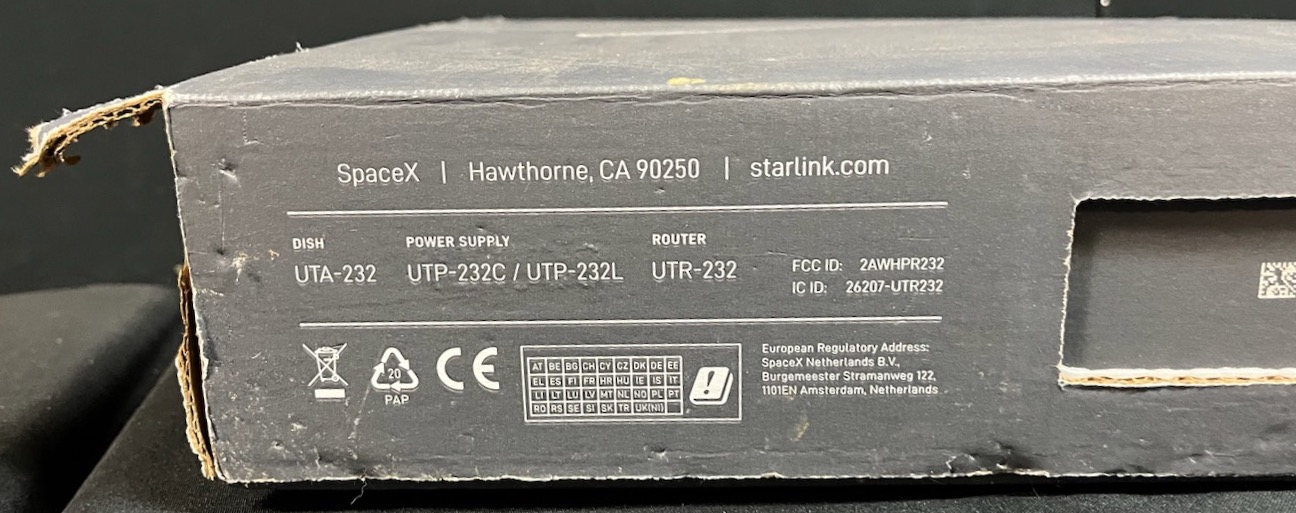 SpaceX | Hawthorne, CA 90250 | starlink.com
DISH POWER SUPPLY ROUTER
UTA-232 UTP-232C / UTP-232L UTR-232
FCC ID: 2AWHPR232
IC ID: 26207-UTR232
20
PAP
CE
AT BE BG CH CY CZ DK DE EE
EL ES FI FR HR HU IE IS IT
LI LT LU LV MT NL NO PL PT
RO RS SE SI SK TR UK(NI)
!
European Regulatory Address:
SpaceX Netherlands B.V.,
Burgemeester Stramanweg 122,
1101EN Amsterdam, Netherlands